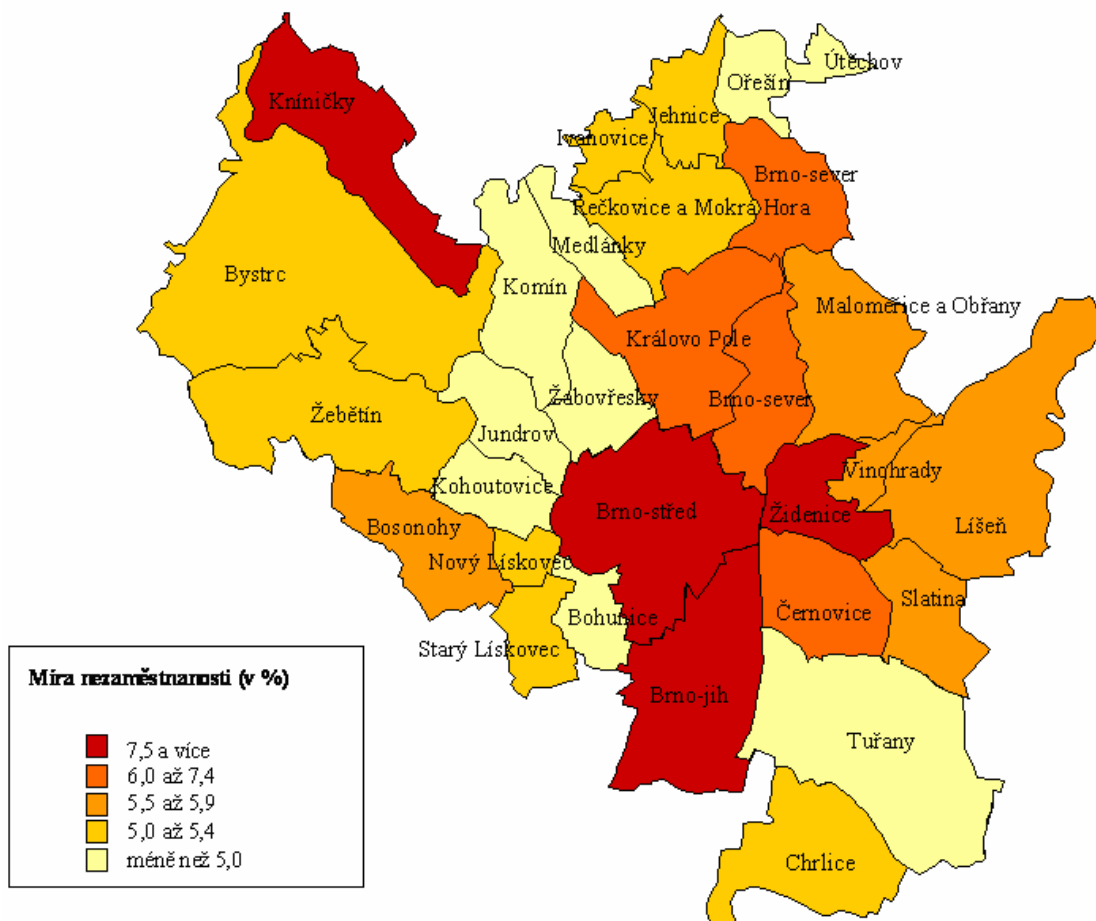 Útěchov
Ořešín
Kníničky
Jehnice
Ivanovice
Brno-sever
Řečkovice a Mokrá Hora
Medlánky
Bystrc
Komín
Maloměřice a Obřany
Královo Pole
Žabovřesky
Brno-sever
Žebětín
Jundrov
Vinohrady
Kohoutovice
Brno-střed
Židenice
Líšeň
Bosonohy
Nový Lískovec
Slatina
Bohunice
Černovice
Starý Lískovec
Brno-jih
Tuřany
Chrlice
Míra nezaměstnanosti (v %)
7,5 a více
6,0 až 7,4
5,5 až 5,9
5,0 až 5,4
méně než 5,0